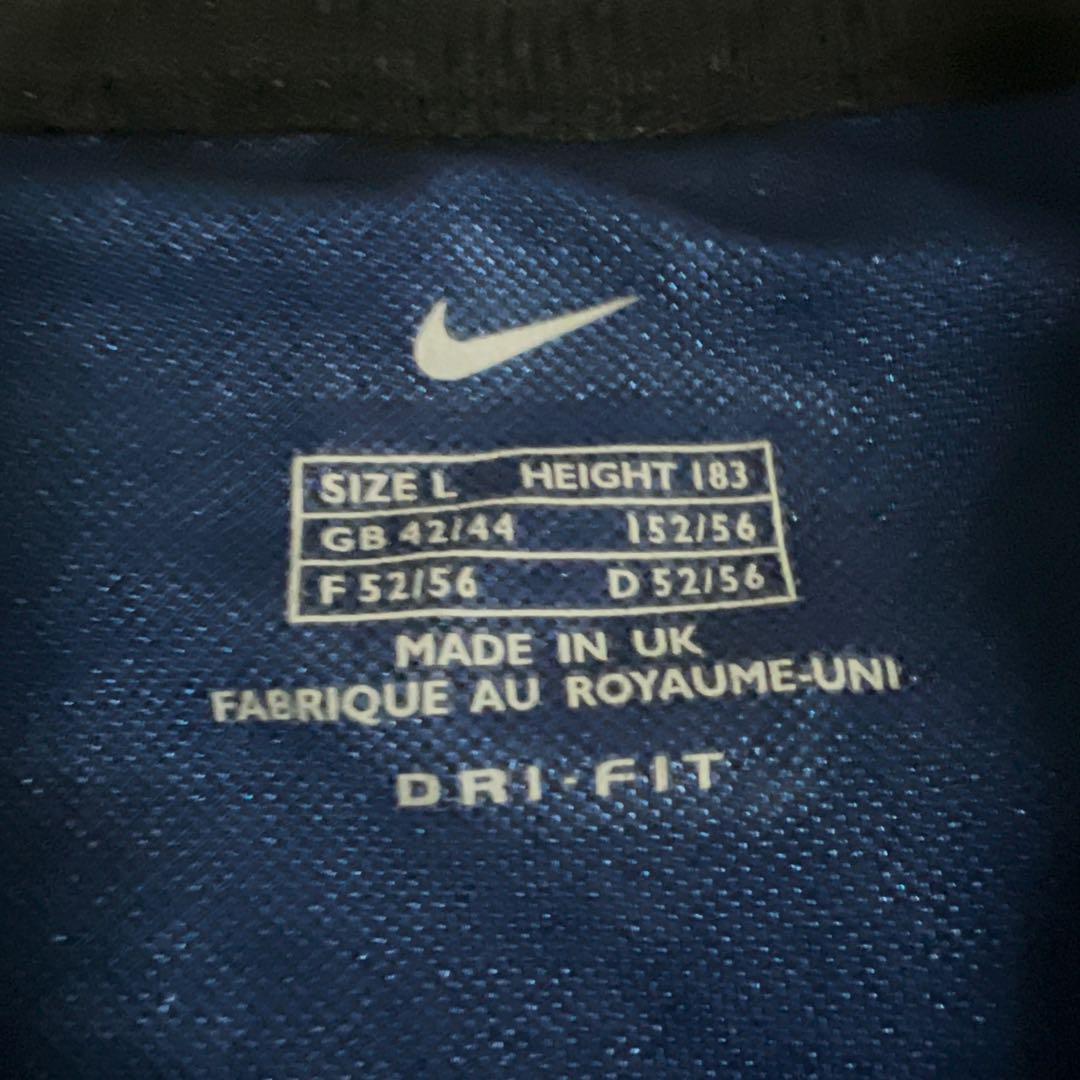 SIZE L HEIGHT 183
GB 42/44 I 52/56
F 52/56 D 52/56
MADE IN UK
FABRIQUE AU ROYAUME-UNI
DRI-FIT